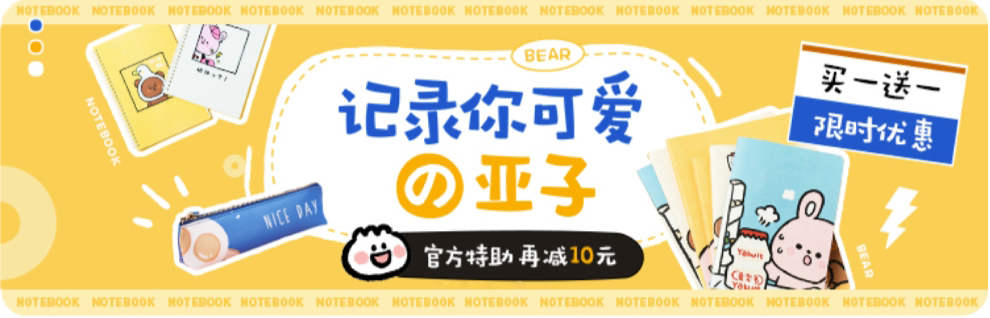 NOTEBOOK NOTEBOOK NOTEBOOK NOTEBOOK NOTEBOOK NOTEBOOK NOTEBOOK NOTEBOOK NOTEBOOK NOTEBOOK NOTEBOOK NOTEBOOK NOTEBOOK
BEAR
记录你可爱
の亚子
官方特助 再减10元
买一送一
限时优惠
NOTEBOOK
NICE DAY
BEAR
NOTEBOOK NOTEBOOK NOTEBOOK NOTEBOOK NOTEBOOK NOTEBOOK NOTEBOOK NOTEBOOK NOTEBOOK NOTEBOOK NOTEBOOK NOTEBOOK NOTEBOOK